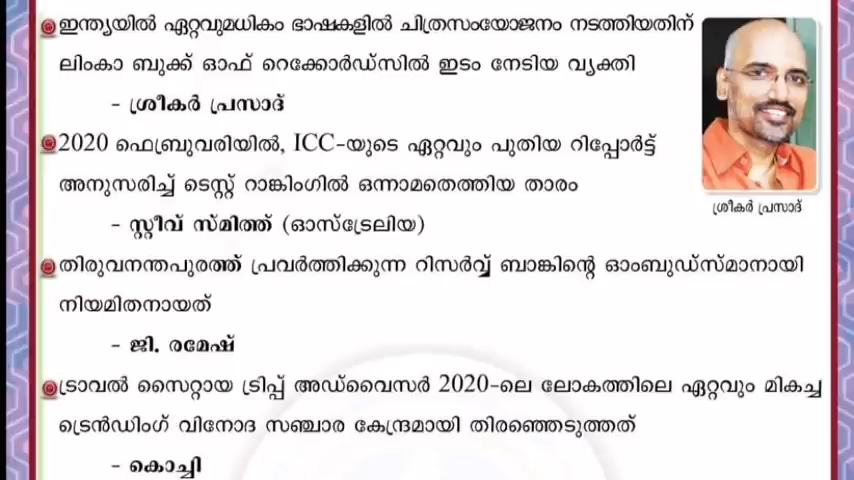 ഇന്ത്യയിൽ ഏറ്റവുമധികം ഭാഷകളിൽ ചിത്രസംയോജനം നടത്തിയതിന്
ലിംകാ ബുക്ക് ഓഫ് റെക്കോർഡ്സിൽ ഇടം നേടിയ വ്യക്തി
- ശ്രീകർ പ്രസാദ്
ശ്രീകർ പ്രസാദ്
2020 ഫെബ്രുവരിയിൽ, ICC-യുടെ ഏറ്റവും പുതിയ റിപ്പോർട്ട്
അനുസരിച്ച് ടെസ്റ്റ് റാങ്കിംഗിൽ ഒന്നാമതെത്തിയ താരം
- സ്റ്റീവ് സ്മിത്ത് (ഓസ്ട്രേലിയ)
തിരുവനന്തപുരത്ത് പ്രവർത്തിക്കുന്ന റിസർവ്വ് ബാങ്കിന്റെ ഓംബുഡ്സ്മാനായി
നിയമിതനായത്
- ജി. രമേഷ്
ട്രാവൽ സൈറ്റായ ട്രിപ്പ് അഡ്‌വൈസർ 2020-ലെ ലോകത്തിലെ ഏറ്റവും മികച്ച
ട്രെൻഡിംഗ് വിനോദ സഞ്ചാര കേന്ദ്രമായി തിരഞ്ഞെടുത്തത്
- കൊച്ചി